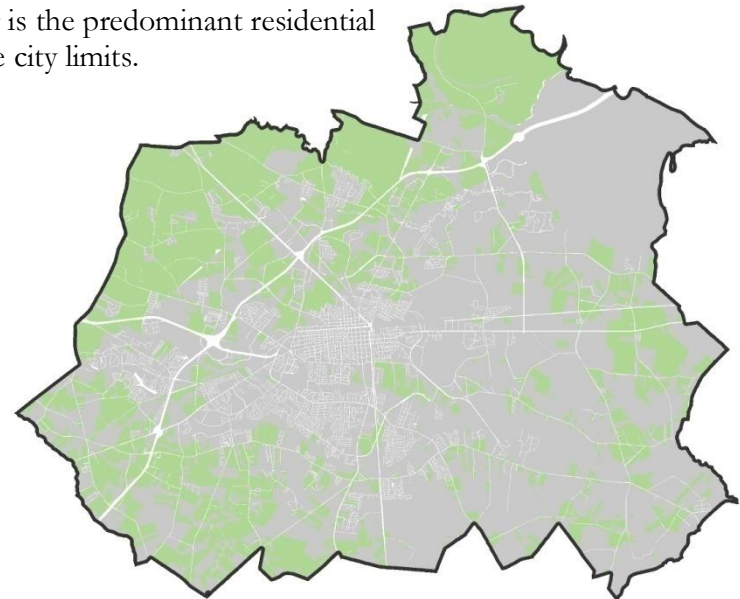 is the predominant residential
city limits.